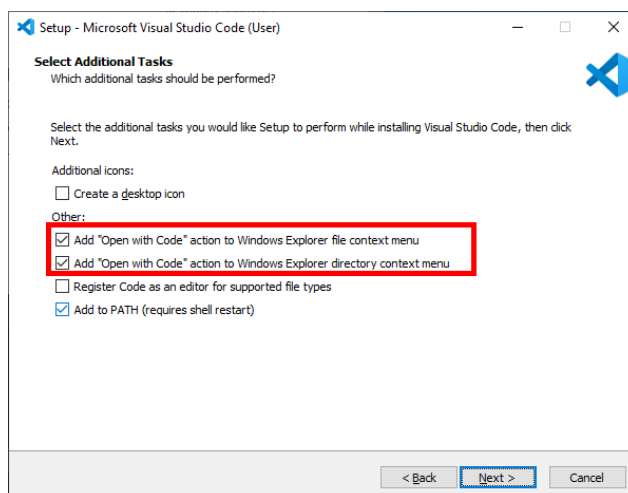 Setup - Microsoft Visual Studio Code (User)
Select Additional Tasks
Which additional tasks should be performed?
Select the additional tasks you would like Setup to perform while installing Visual Studio Code, then click
Next.
Additional icons:
Create a desktop icon
Other:
Add "Open with Code" action to Windows Explorer file context menu
Add "Open with Code" action to Windows Explorer directory context menu
Register Code as an editor for supported file types
Add to PATH (requires shell restart)
< Back
Next >
Cancel